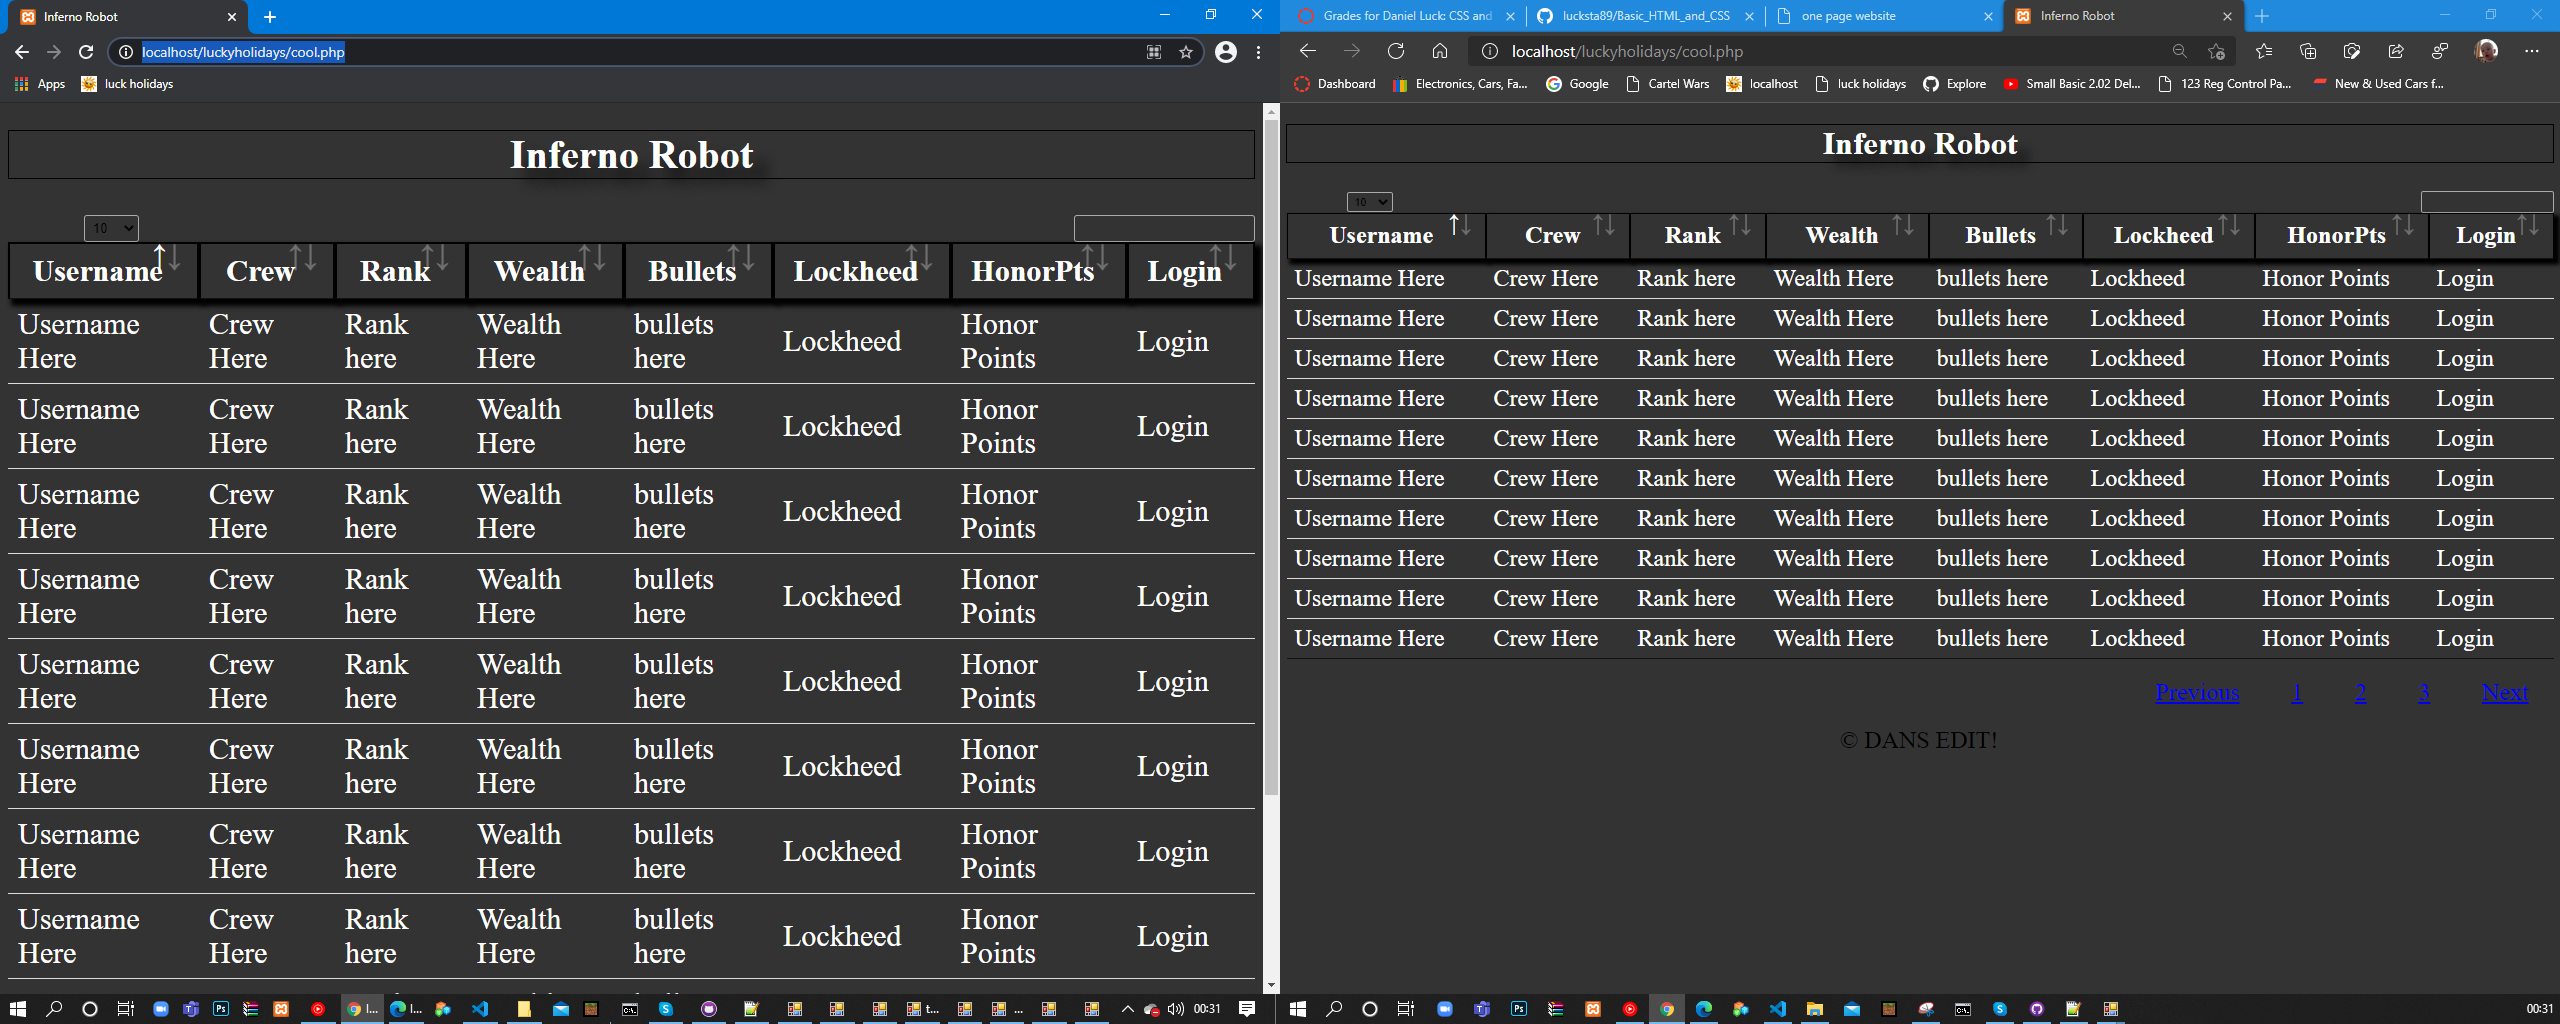 Inferno Robot
localhost/luckyholidays/cool.php
Apps luck holidays
Inferno Robot
10
Username Crew Rank Wealth Bullets Lockheed HonorPts Login
Username Here Crew Here Rank here Wealth Here bullets here Lockheed Honor Points Login
Username Here Crew Here Rank here Wealth Here bullets here Lockheed Honor Points Login
Username Here Crew Here Rank here Wealth Here bullets here Lockheed Honor Points Login
Username Here Crew Here Rank here Wealth Here bullets here Lockheed Honor Points Login
Username Here Crew Here Rank here Wealth Here bullets here Lockheed Honor Points Login
Username Here Crew Here Rank here Wealth Here bullets here Lockheed Honor Points Login
Username Here Crew Here Rank here Wealth Here bullets here Lockheed Honor Points Login
Username Here Crew Here Rank here Wealth Here bullets here Lockheed Honor Points Login
l... l... t... ... 00:31
Grades for Daniel Luck: CSS and lucksta89/Basic_HTML_and_CSS one page website Inferno Robot
localhost/luckyholidays/cool.php
Dashboard Electronics, Cars, Fa... Google Cartel Wars localhost luck holidays Explore Small Basic 2.02 Del... 123 Reg Control Pa... New & Used Cars f...
Inferno Robot
10
Username Crew Rank Wealth Bullets Lockheed HonorPts Login
Username Here Crew Here Rank here Wealth Here bullets here Lockheed Honor Points Login
Username Here Crew Here Rank here Wealth Here bullets here Lockheed Honor Points Login
Username Here Crew Here Rank here Wealth Here bullets here Lockheed Honor Points Login
Username Here Crew Here Rank here Wealth Here bullets here Lockheed Honor Points Login
Username Here Crew Here Rank here Wealth Here bullets here Lockheed Honor Points Login
Username Here Crew Here Rank here Wealth Here bullets here Lockheed Honor Points Login
Username Here Crew Here Rank here Wealth Here bullets here Lockheed Honor Points Login
Username Here Crew Here Rank here Wealth Here bullets here Lockheed Honor Points Login
Username Here Crew Here Rank here Wealth Here bullets here Lockheed Honor Points Login
Username Here Crew Here Rank here Wealth Here bullets here Lockheed Honor Points Login
Previous 1 2 3 Next
© DANS EDIT!
00:31